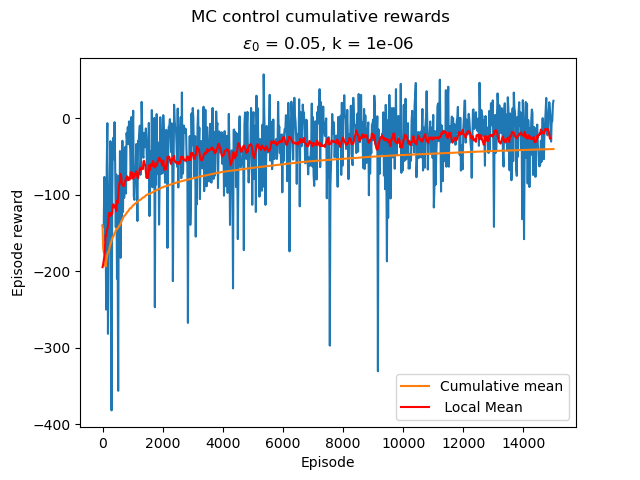 MC control cumulative rewards
ε₀ = 0.05, k = 1e-06
Episode reward
0
−100
−200
−300
−400
0 2000 4000 6000 8000 10000 12000 14000
Episode
Cumulative mean
Local Mean